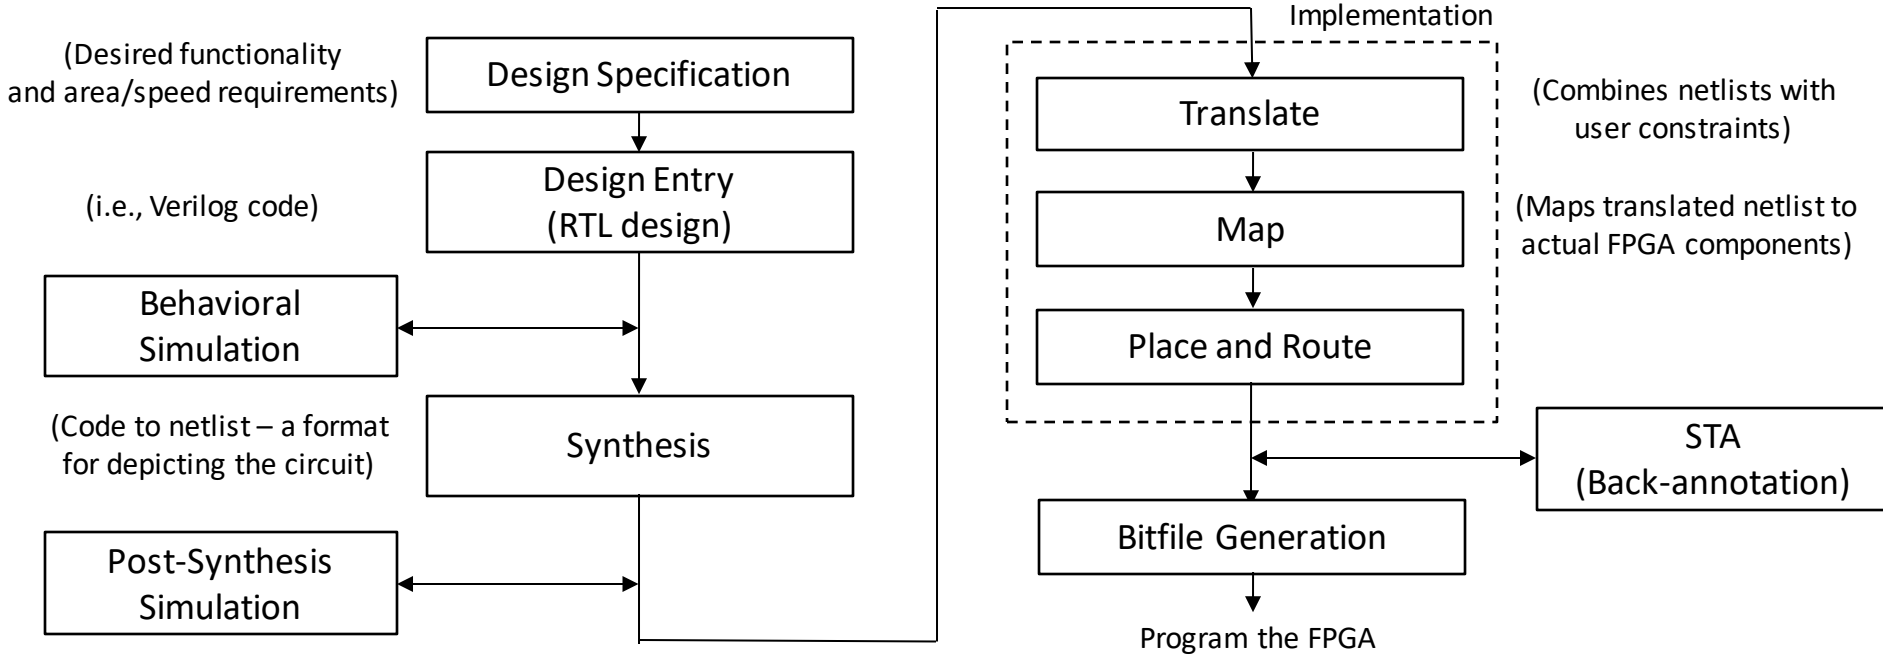 (Desired functionality
and area/speed requirements)
Design Specification
(i.e., Verilog code)
Design Entry
(RTL design)
Behavioral
Simulation
(Code to netlist – a format
for depicting the circuit)
Synthesis
Post-Synthesis
Simulation
Implementation
Translate
(Combines netlists with
user constraints)
Map
(Maps translated netlist to
actual FPGA components)
Place and Route
STA
(Back-annotation)
Bitfile Generation
Program the FPGA